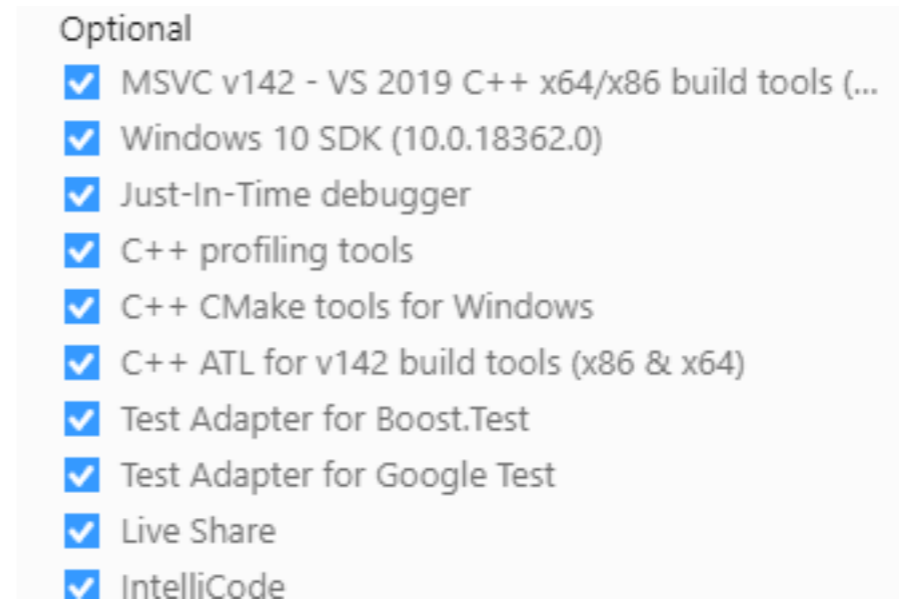 Optional
MSVC v142 - VS 2019 C++ x64/x86 build tools (...
Windows 10 SDK (10.0.18362.0)
Just-In-Time debugger
C++ profiling tools
C++ CMake tools for Windows
C++ ATL for v142 build tools (x86 & x64)
Test Adapter for Boost.Test
Test Adapter for Google Test
Live Share
IntelliCode